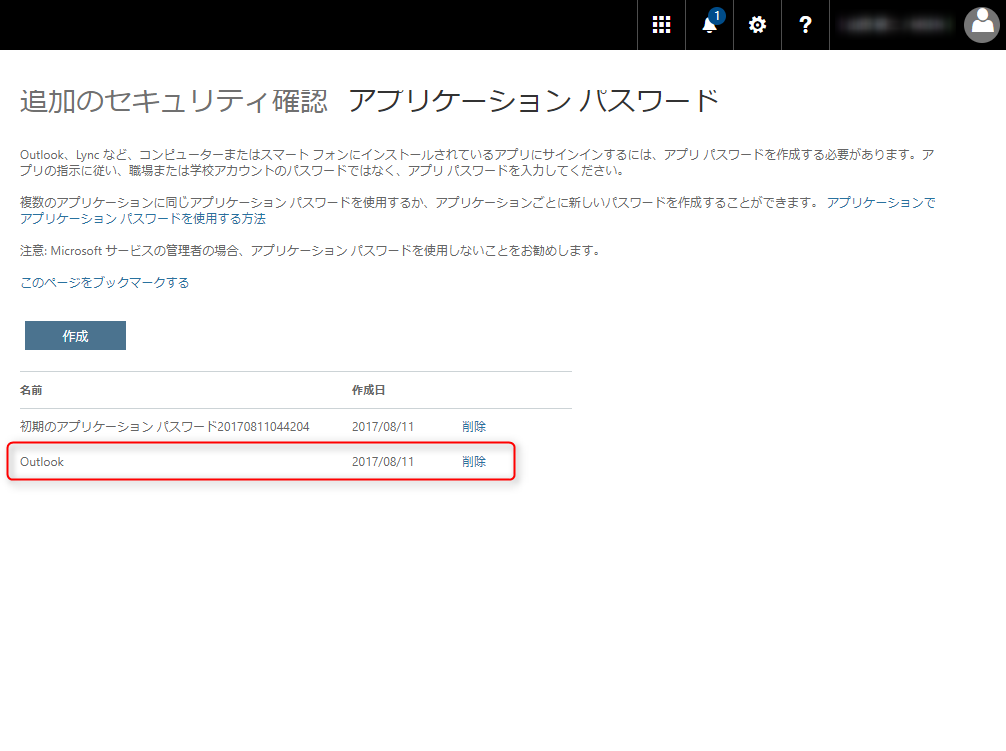 1
?
追加のセキュリティ確認 アプリケーション パスワード
Outlook、Lync など、コンピューターまたはスマート フォンにインストールされているアプリにサインインするには、アプリ パスワードを作成する必要があります。ア
プリの指示に従い、職場または学校アカウントのパスワードではなく、アプリ パスワードを入力してください。
複数のアプリケーションに同じアプリケーション パスワードを使用するか、アプリケーションごとに新しいパスワードを作成することができます。 アプリケーションで
アプリケーション パスワードを使用する方法
注意: Microsoft サービスの管理者の場合、アプリケーション パスワードを使用しないことをお勧めします。
このページをブックマークする
作成
名前 作成日
初期のアプリケーション パスワード20170811044204 2017/08/11 削除
Outlook 2017/08/11 削除